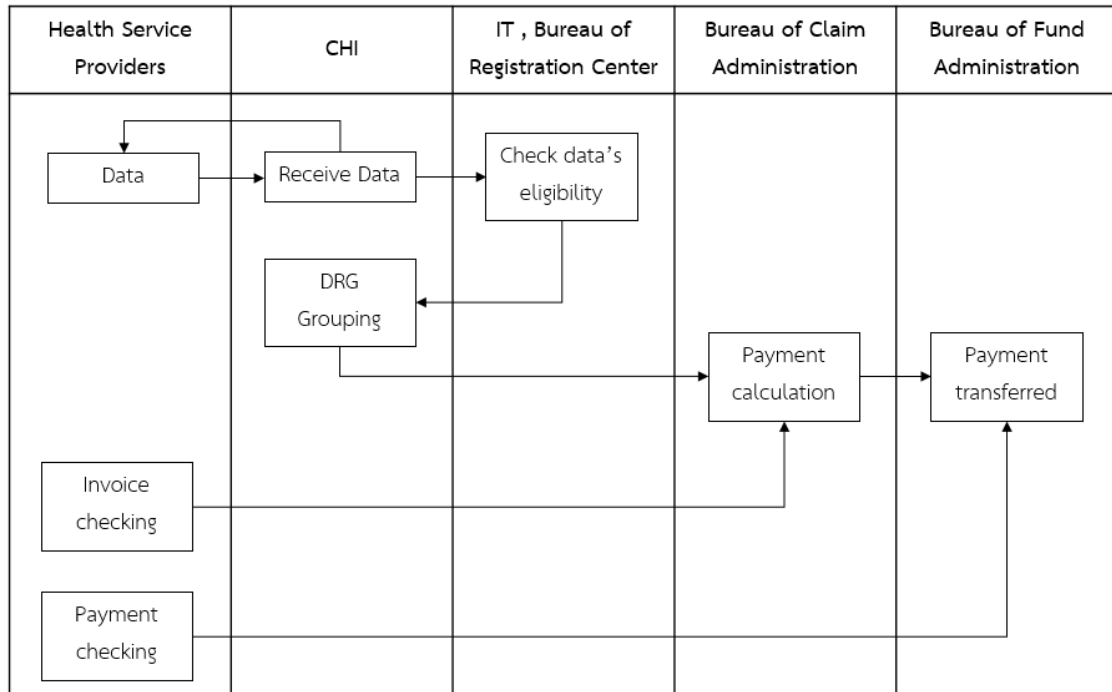 Health Service
Providers
CHI
IT , Bureau of
Registration Center
Bureau of Claim
Administration
Bureau of Fund
Administration
Data
Receive Data
Check data's
eligibility
DRG
Grouping
Payment
calculation
Payment
transferred
Invoice
checking
Payment
checking